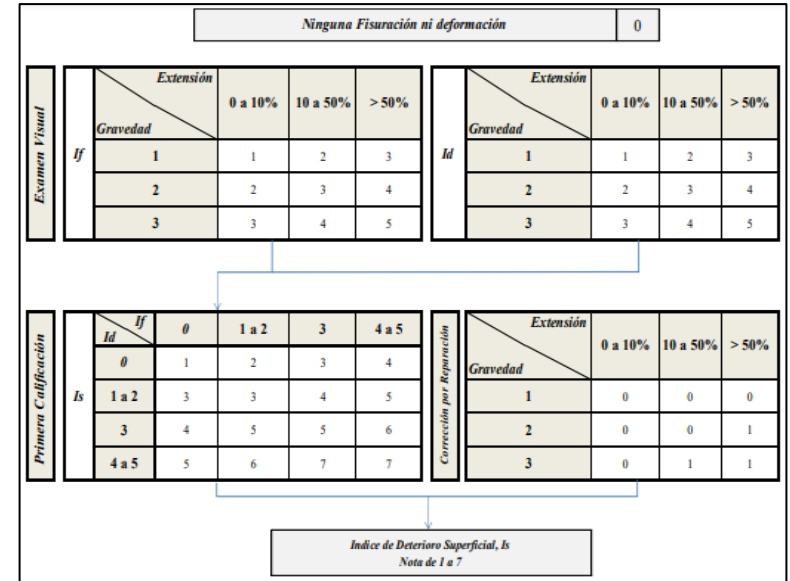 Ninguna Fisuración ni deformación 0
Examen Visual
If
Extensión
Gravedad
0 a 10% 10 a 50% > 50%
1 1 2 3
2 2 3 4
3 3 4 5
Id
Extensión
Gravedad
0 a 10% 10 a 50% > 50%
1 1 2 3
2 2 3 4
3 3 4 5
Primera Calificación
Is
If
Id
0 1 a 2 3 4 a 5
0 1 2 3 4
1 a 2 3 3 4 5
3 4 5 5 6
4 a 5 5 6 7 7
Corrección por Reparación
Extensión
Gravedad
0 a 10% 10 a 50% > 50%
1 0 0 0
2 0 0 1
3 0 1 1
Indice de Deterioro Superficial, Is
Nota de 1 a 7